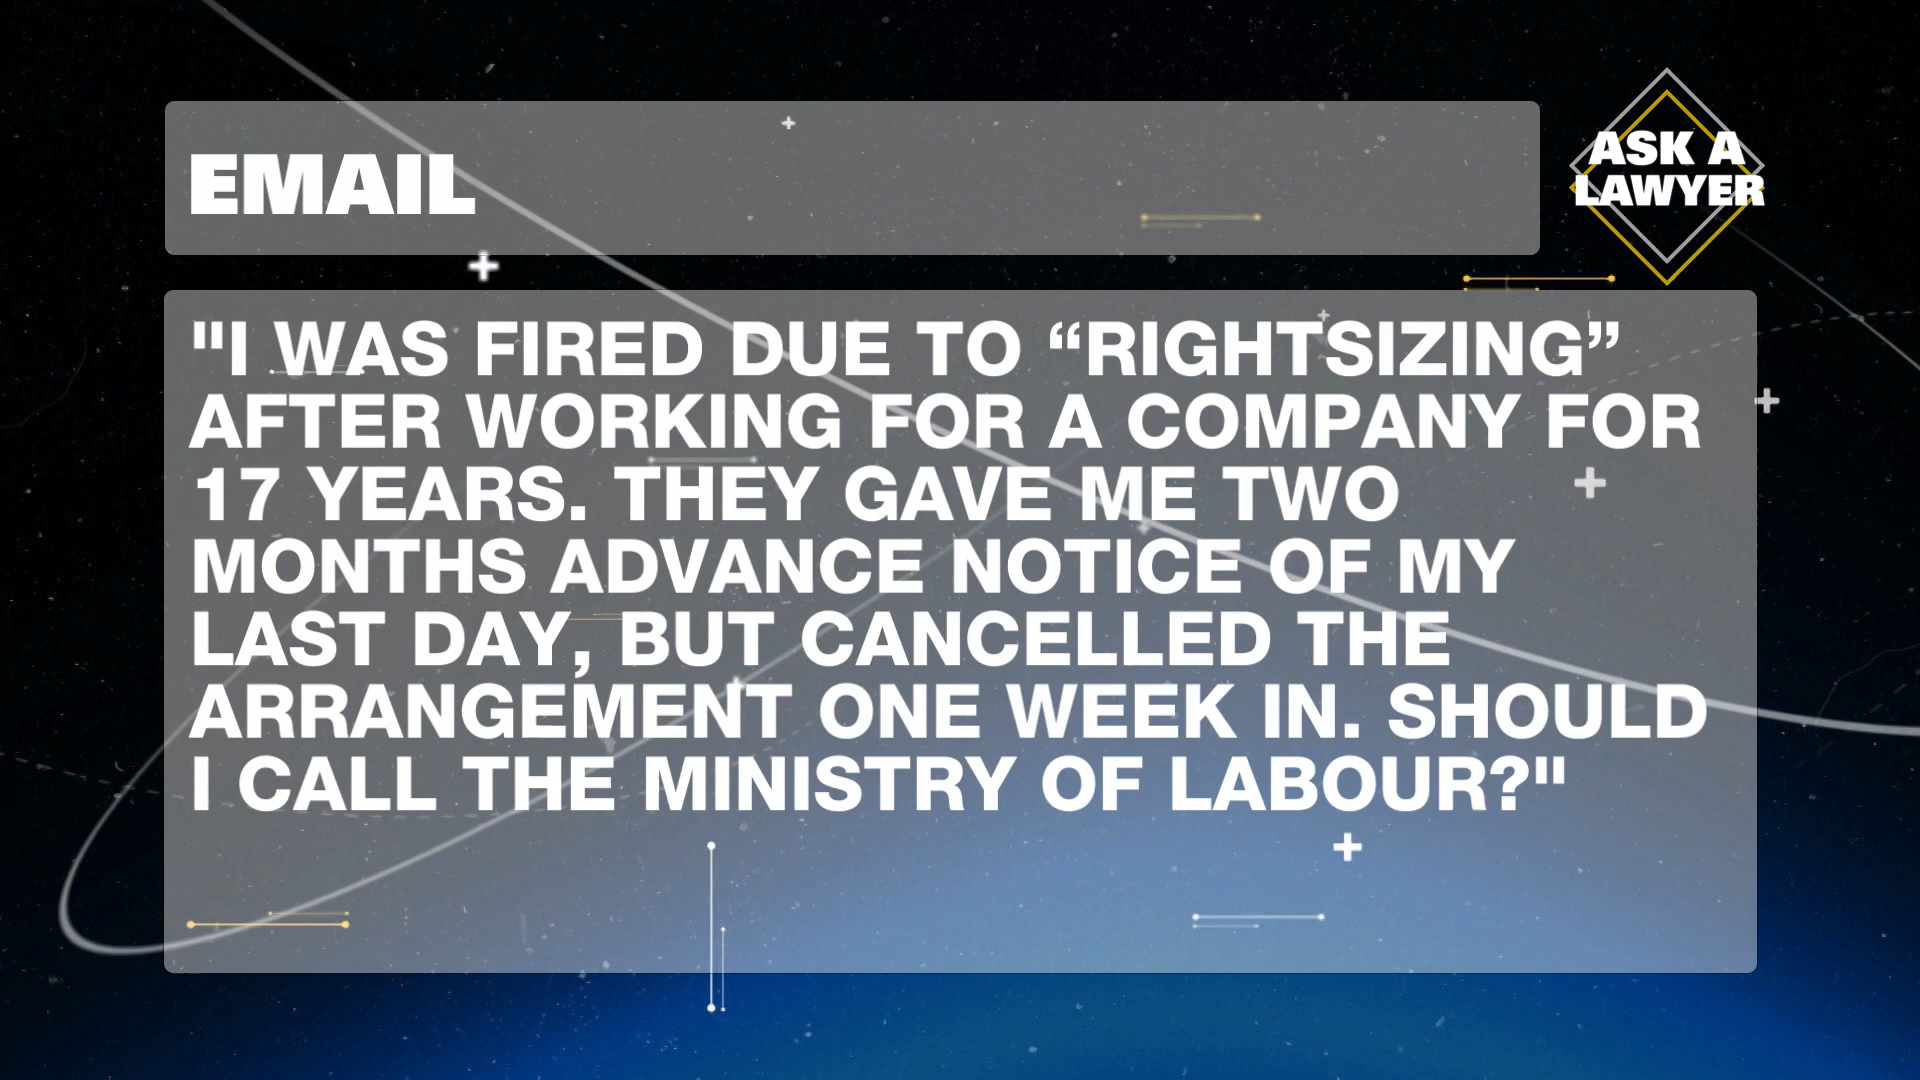 EMAIL
ASK A
LAWYER
"I WAS FIRED DUE TO “RIGHTSIZING”
AFTER WORKING FOR A COMPANY FOR
17 YEARS. THEY GAVE ME TWO
MONTHS ADVANCE NOTICE OF MY
LAST DAY, BUT CANCELLED THE
ARRANGEMENT ONE WEEK IN. SHOULD
I CALL THE MINISTRY OF LABOUR?"